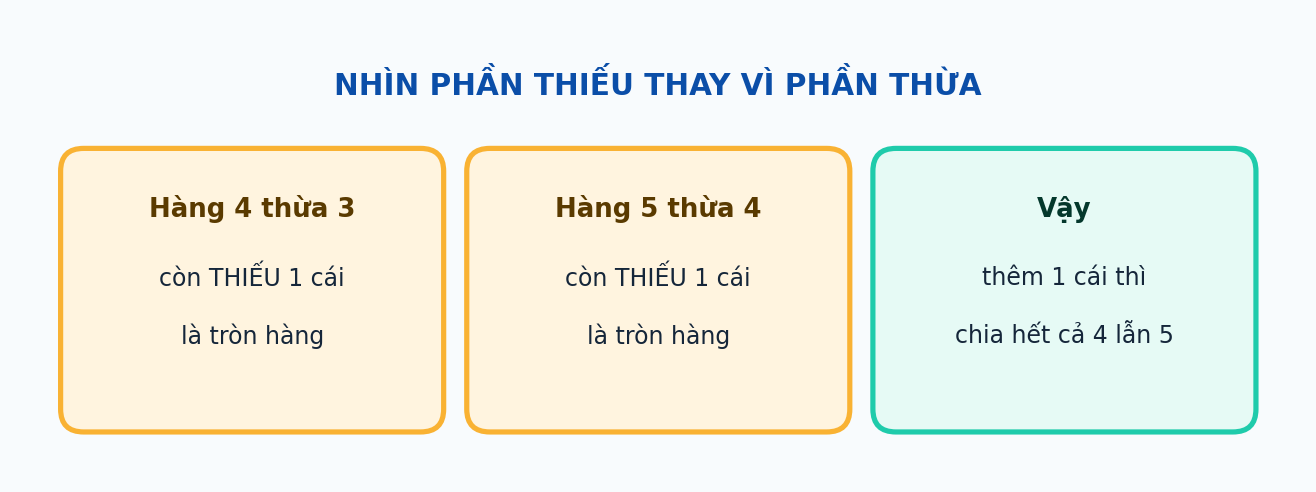 NHÌN PHẦN THIẾU THAY VÌ PHẦN THỪA
Hàng 4 thừa 3
còn THIẾU 1 cái
là tròn hàng
Hàng 5 thừa 4
còn THIẾU 1 cái
là tròn hàng
Vậy
thêm 1 cái thì
chia hết cả 4 lẫn 5